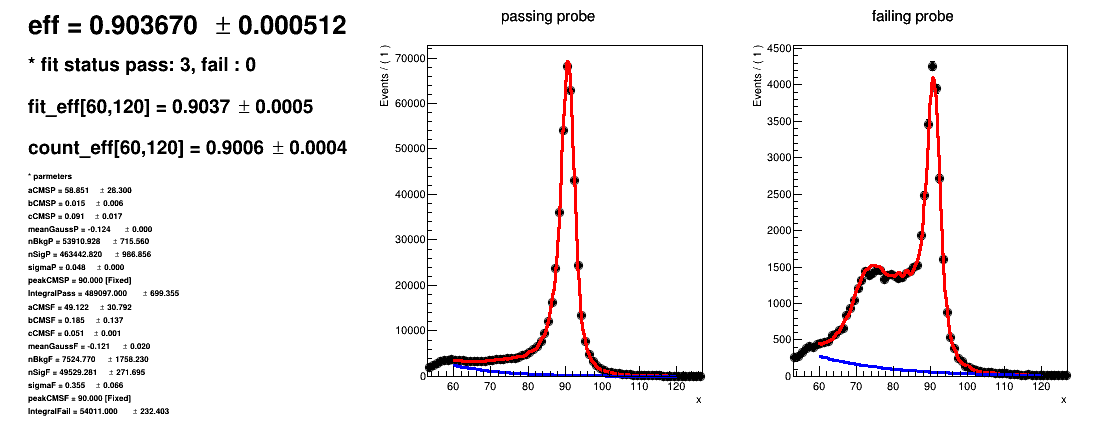 eff = 0.903670 ± 0.000512
* fit status pass: 3, fail : 0
fit_eff[60,120] = 0.9037 ± 0.0005
count_eff[60,120] = 0.9006 ± 0.0004
* parmeters
aCMSP = 58.851 ± 28.300
bCMSP = 0.015 ± 0.006
cCMSP = 0.091 ± 0.017
meanGaussP = -0.124 ± 0.000
nBkgP = 53910.928 ± 715.560
nSigP = 463442.820 ± 986.856
sigmaP = 0.048 ± 0.000
peakCMSP = 90.000 [Fixed]
IntegralPass = 489097.000 ± 699.355
aCMSF = 49.122 ± 30.792
bCMSF = 0.185 ± 0.137
cCMSF = 0.051 ± 0.001
meanGaussF = -0.121 ± 0.020
nBkgF = 7524.770 ± 1758.230
nSigF = 49529.281 ± 271.695
sigmaF = 0.355 ± 0.066
peakCMSF = 90.000 [Fixed]
IntegralFail = 54011.000 ± 232.403
passing probe
Events / ( 1 )
70000
60000
50000
40000
30000
20000
10000
0
60 70 80 90 100 110 120
x
failing probe
Events / ( 1 )
4500
4000
3500
3000
2500
2000
1500
1000
500
0
60 70 80 90 100 110 120
x